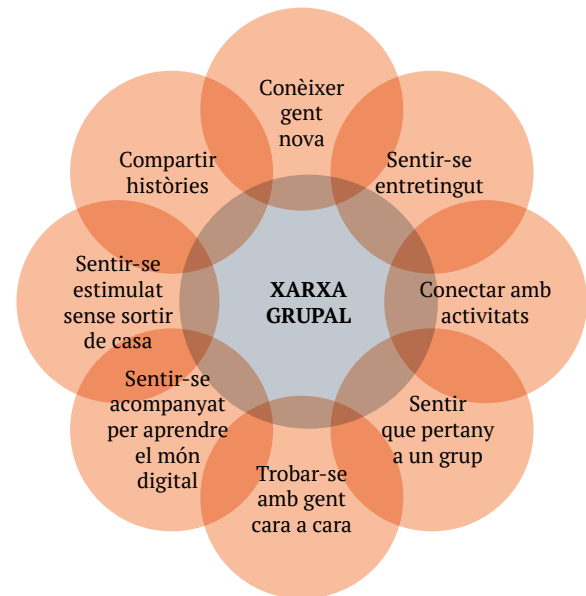 Conèixer
gent
nova
Sentir-se
entretingut
Conectar amb
activitats
Sentir
que pertany
a un grup
Trobar-se
amb gent
cara a cara
Sentir-se
acompanyat
per aprendre
el món
digital
Sentir-se
estimulat
sense sortir
de casa
Compartir
històries
XARXA
GRUPAL